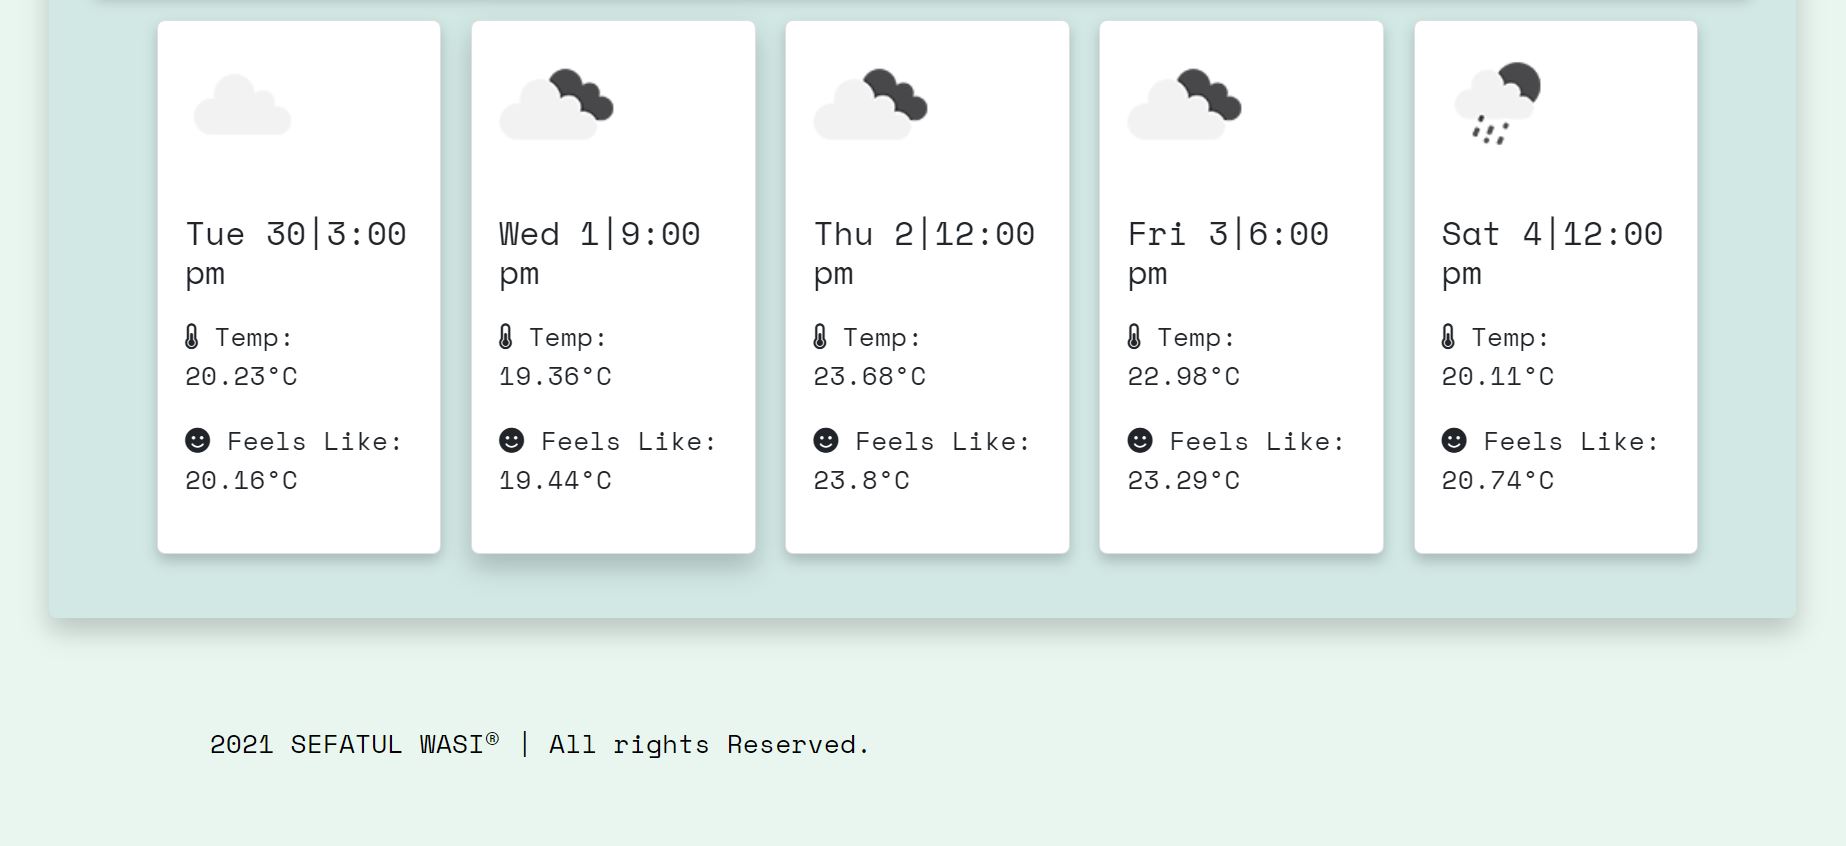 Tue 30|3:00
pm
Temp:
20.23°C
Feels Like:
20.16°C
Wed 1|9:00
pm
Temp:
19.36°C
Feels Like:
19.44°C
Thu 2|12:00
pm
Temp:
23.68°C
Feels Like:
23.8°C
Fri 3|6:00
pm
Temp:
22.98°C
Feels Like:
23.29°C
Sat 4|12:00
pm
Temp:
20.11°C
Feels Like:
20.74°C
2021 SEFATUL WASI® | All rights Reserved.